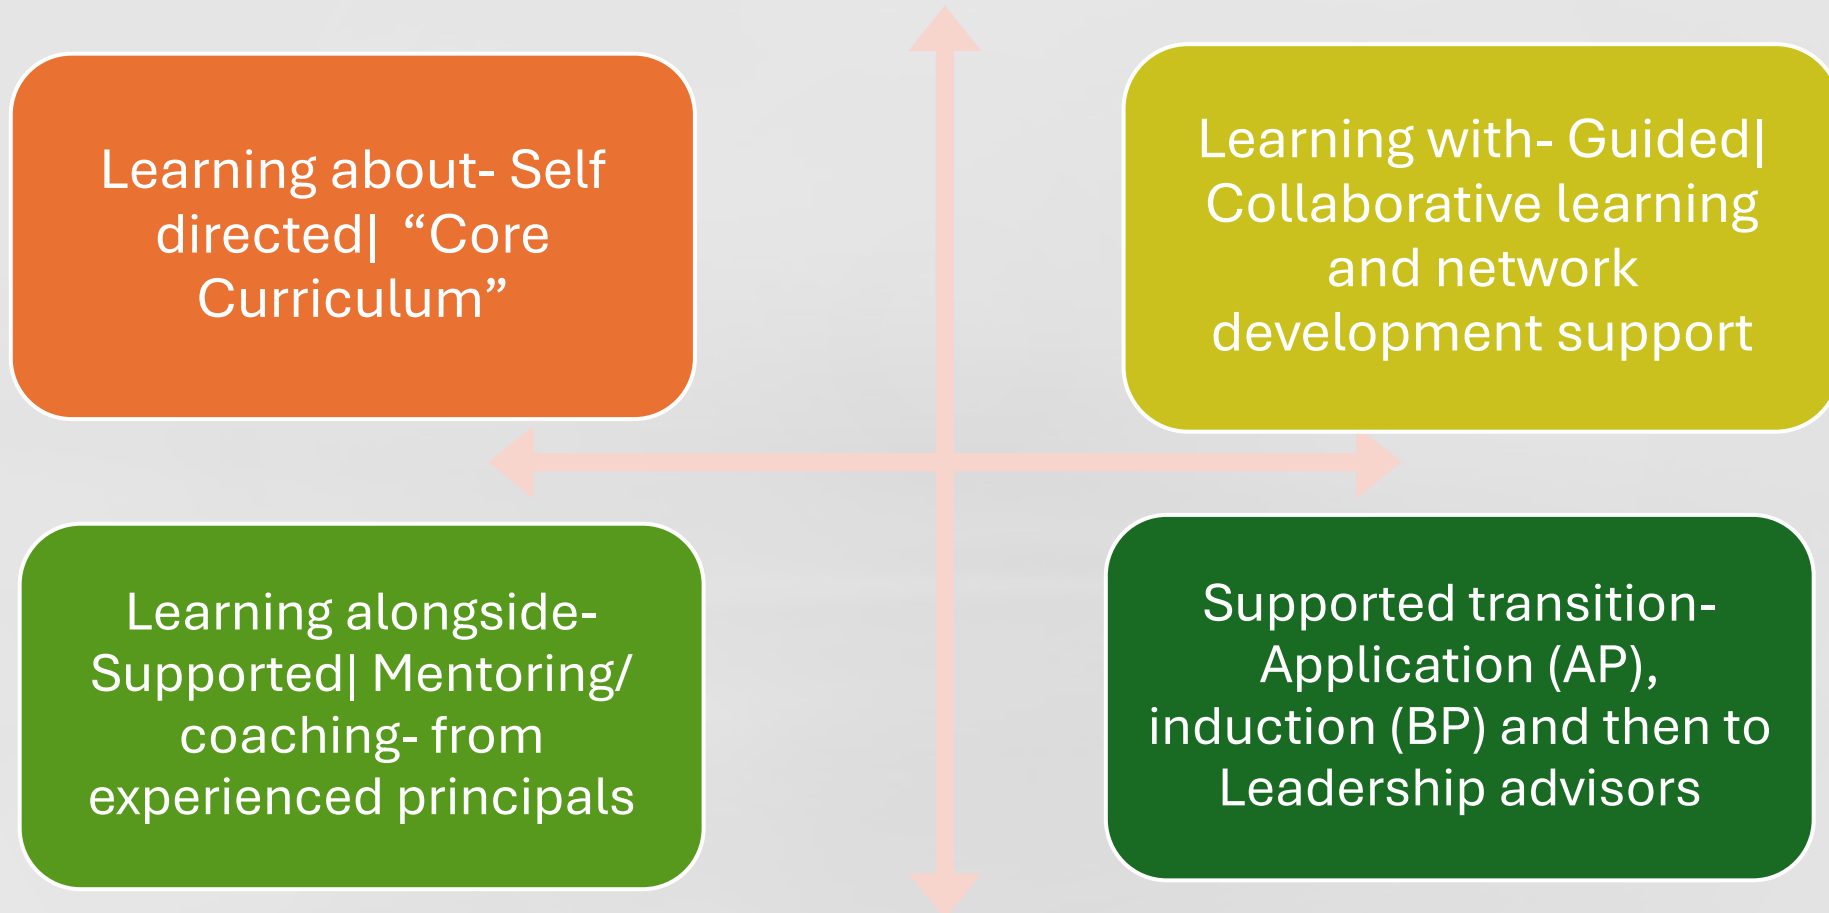 Learning about- Self
directed|  “Core
Curriculum”
Learning with- Guided|
Collaborative learning
and network
development support
Learning alongside-
Supported| Mentoring/
coaching- from
experienced principals
Supported transition-
Application (AP),
induction (BP) and then to
Leadership advisors